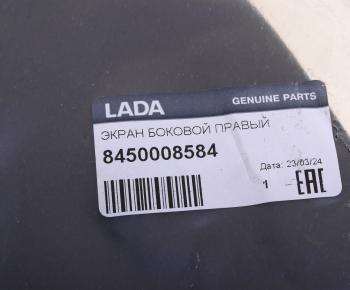 LADA GENUINE PARTS
ЭКРАН БОКОВОЙ ПРАВЫЙ
8450008584
Дата: 23/03/24
1 EAC